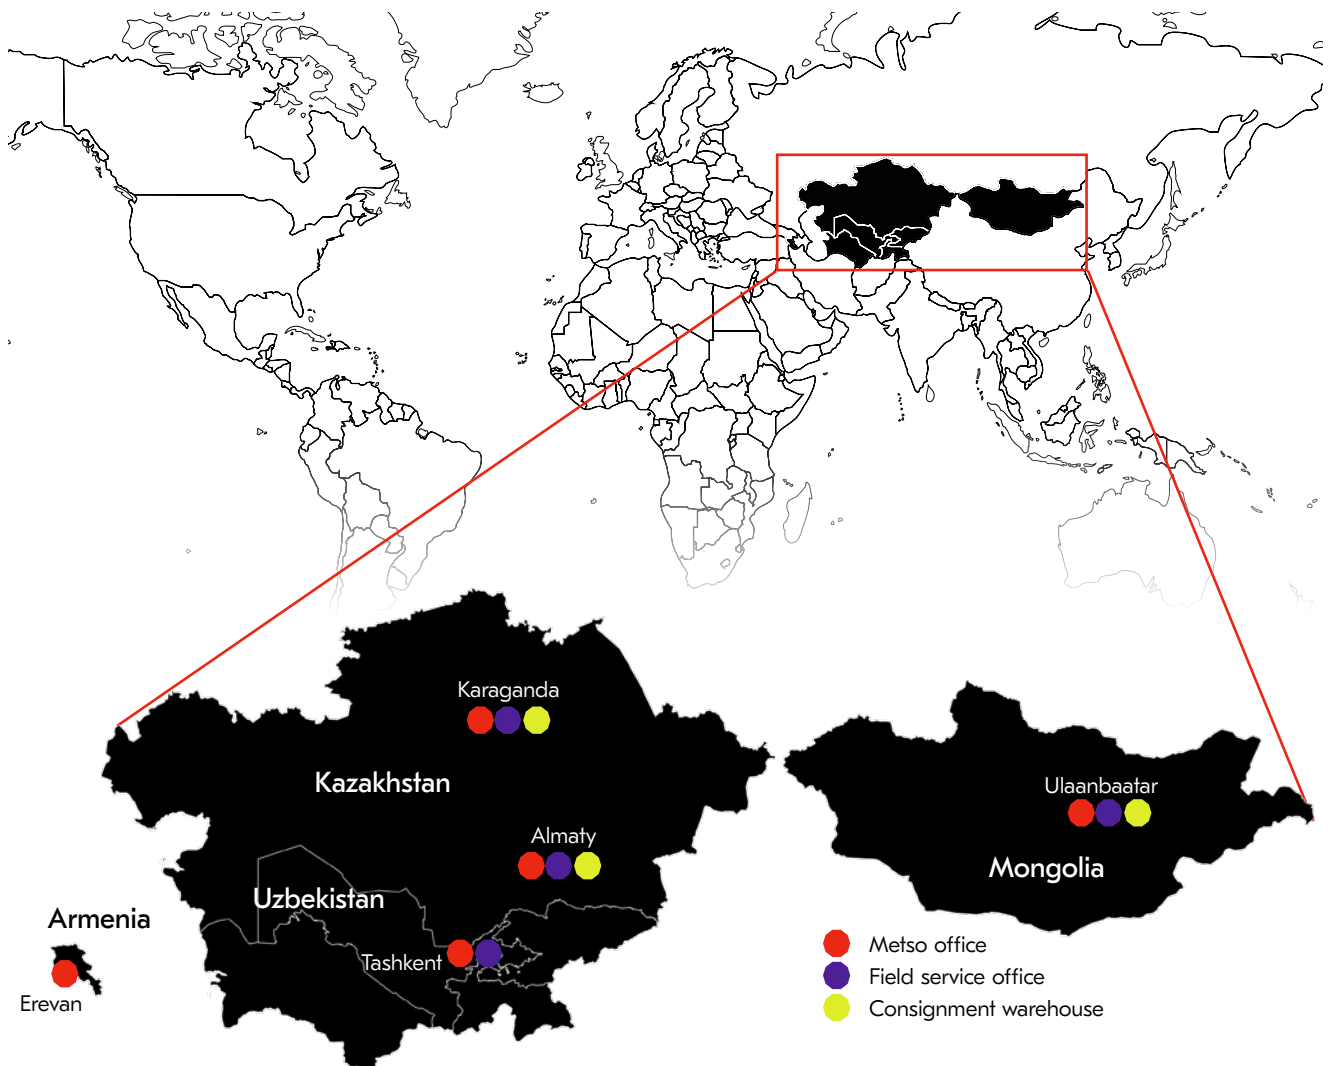 Karaganda
Kazakhstan
Ulaanbaatar
Almaty
Mongolia
Uzbekistan
Armenia
Tashkent
Erevan
Metso office
Field service office
Consignment warehouse